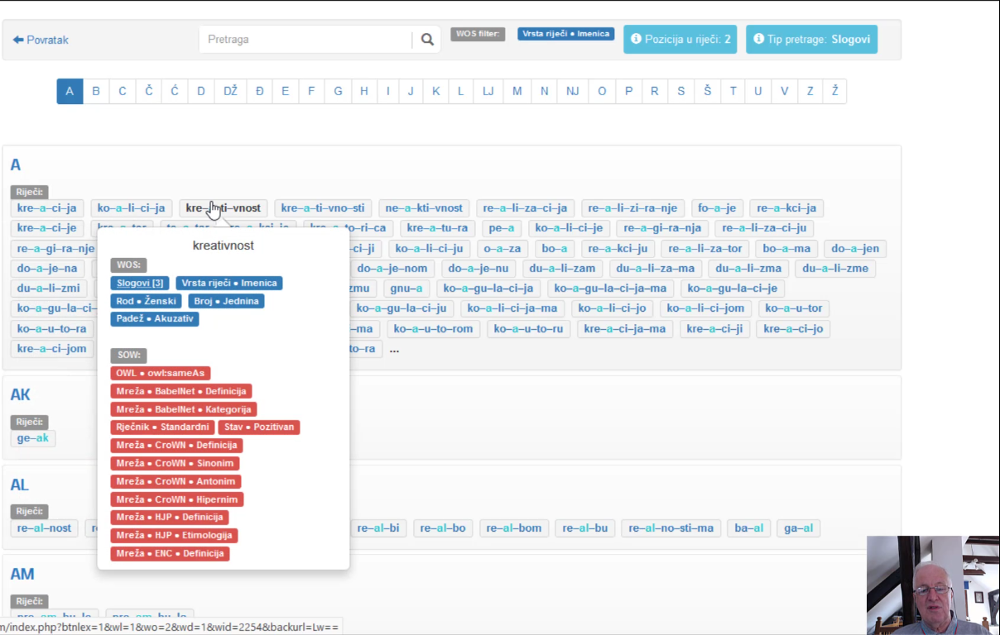 Povratak Pretraga WOS filter: Vrsta riječi • Imenica Pozicija u riječi: 2 Tip pretrage: Slogovi
A B C Č Ć D DŽ Đ E F G H I J K L LJ M N NJ O P R S Š T U V Z Ž
A
Riječi:
kre–a–ci–ja ko–a–li–ci–ja kre– ti–vnost kre–a–ti–vno–sti ne–a–kti–vnost re–a–li–za–ci–ja re–a–li–zi–ra–nje fo–a–je re–a–kci–ja
kre–a–ci–je to–ri–ca kre–a–tu–ra pe–a ko–a–li–ci–je re–a–gi–ra–nja re–a–li–za–ci–ju
re–a–gi–ra–nje –ci–ji ko–a–li–ci–ju o–a–za bo–a re–a–kci–ju re–a–li–za–tor bo–a–ma do–a–jen
do–a–je–na do–a–je–nom do–a–je–nu du–a–li–zam du–a–li–za–ma du–a–li–zma du–a–li–zme
du–a–li–zmi zmu gnu–a ko–a–gu–la–ci–ja ko–a–gu–la–ci–ja–ma ko–a–gu–la–ci–je
ko–a–gu–la–ci– ko–a–gu–la–ci–ju ko–a–li–ci–ja–ma ko–a–li–ci–jo ko–a–li–ci–jom ko–a–u–tor
ko–a–u–to–ra –ma ko–a–u–to–rom ko–a–u–to–ru kre–a–ci–ja–ma kre–a–ci–ji kre–a–ci–jo
kre–a–ci–jom to–ra ...
kreativnost
WOS:
Slogovi [3] Vrsta riječi • Imenica
Rod • Ženski Broj • Jednina
Padež • Akuzativ
SOW:
OWL • owl:sameAs
Mreža • BabelNet • Definicija
Mreža • BabelNet • Kategorija
Rječnik • Standardni Stav • Pozitivan
Mreža • CroWN • Definicija
Mreža • CroWN • Sinonim
Mreža • CroWN • Antonim
Mreža • CroWN • Hipernim
Mreža • HJP • Definicija
Mreža • HJP • Etimologija
Mreža • ENC • Definicija
AK
Riječi:
ge–ak
AL
Riječi:
re–al–nost re–al–bi re–al–bo re–al–bom re–al–bu re–al–no–sti–ma ba–al ga–al
AM
Riječi:
m/index.php?btnlex=1&wl=1&wo=2&wd=1&wid=2254&backurl=Lw==